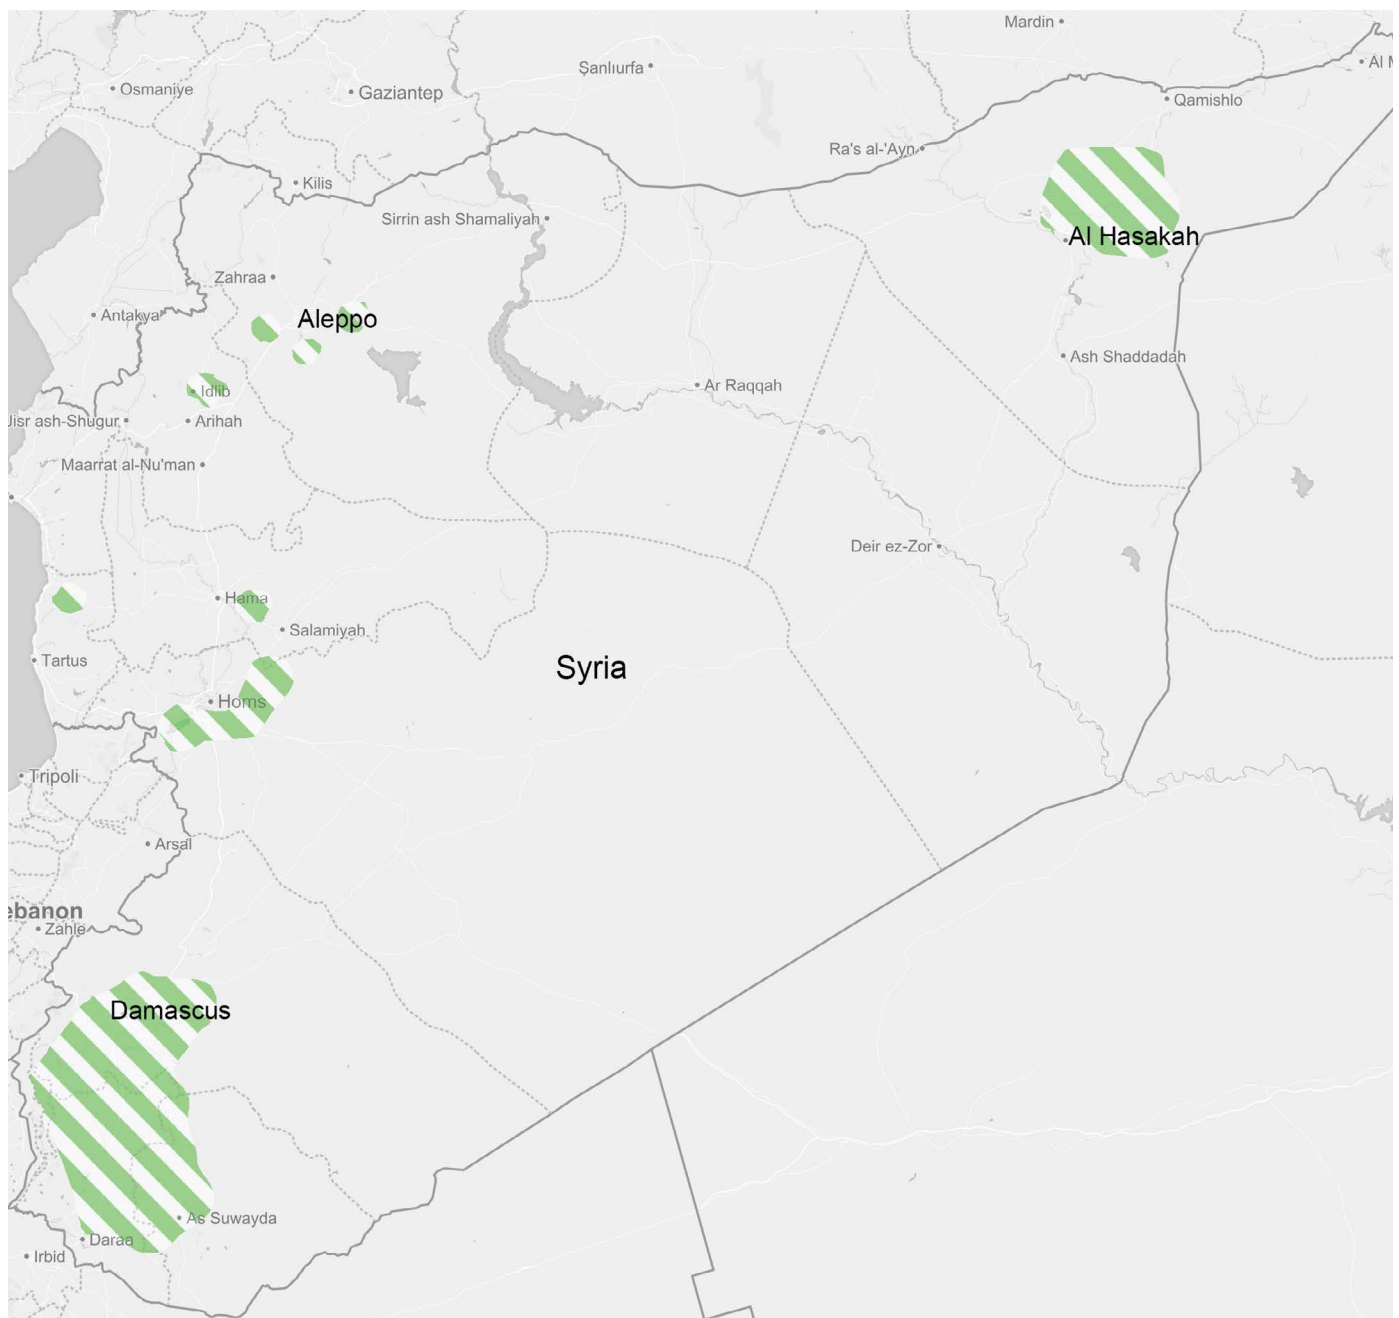 Mardin
Al M
Osmaniye
Gaziantep
Şanlıurfa
Qamishlo
Ra's al-'Ayn
Kilis
Sirrin ash Shamaliyah
Al Hasakah
Zahraa
Antakya
Aleppo
Ash Shaddadah
Idlib
Ar Raqqah
Jisr ash-Shugur
Arihah
Maarrat al-Nu'man
Deir ez-Zor
Hama
Salamiyah
Tartus
Syria
Homs
Tripoli
Arsal
ebanon
Zahle
Damascus
As Suwayda
Daraa
Irbid